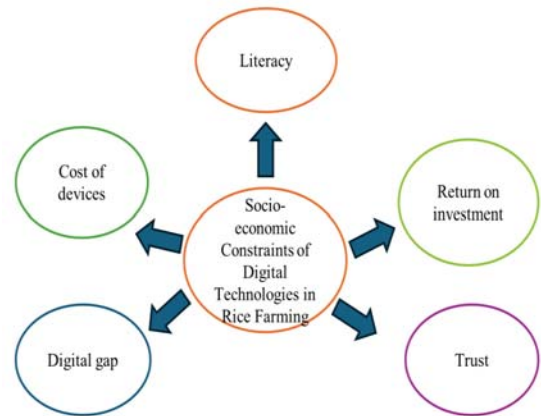 Literacy
Cost of
devices
Return on
investment
Socio-
economic
Constraints of
Digital
Technologies in
Rice Farming
Digital gap
Trust